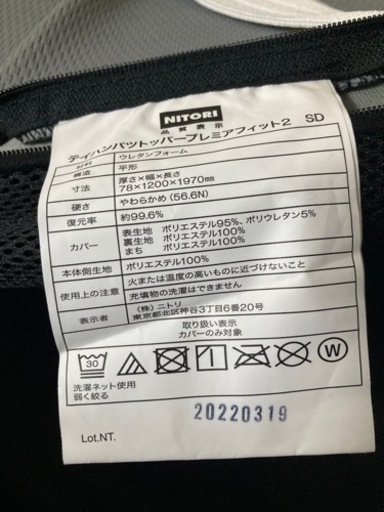 NITORI
品質表示
テイハンパツトッパープレミアフィット2 SD
材料 ウレタンフォーム
構造 平形
寸法 厚さ×幅×長さ
78×1200×1970mm
硬さ やわらかめ (56.6N)
復元率 約99.6%
カバー 表生地 ポリエステル95%、ポリウレタン5%
裏生地 ポリエステル100%
まち ポリエステル100%
本体側生地 ポリエステル100%
使用上の注意 火または温度の高いものに近づけないこと
充填物の洗濯はできません
表示者 (株)ニトリ
東京都北区神谷3丁目6番20号
取り扱い表示
カバーのみ対象
30
W
洗濯ネット使用
弱く絞る
20220319
Lot.NT.